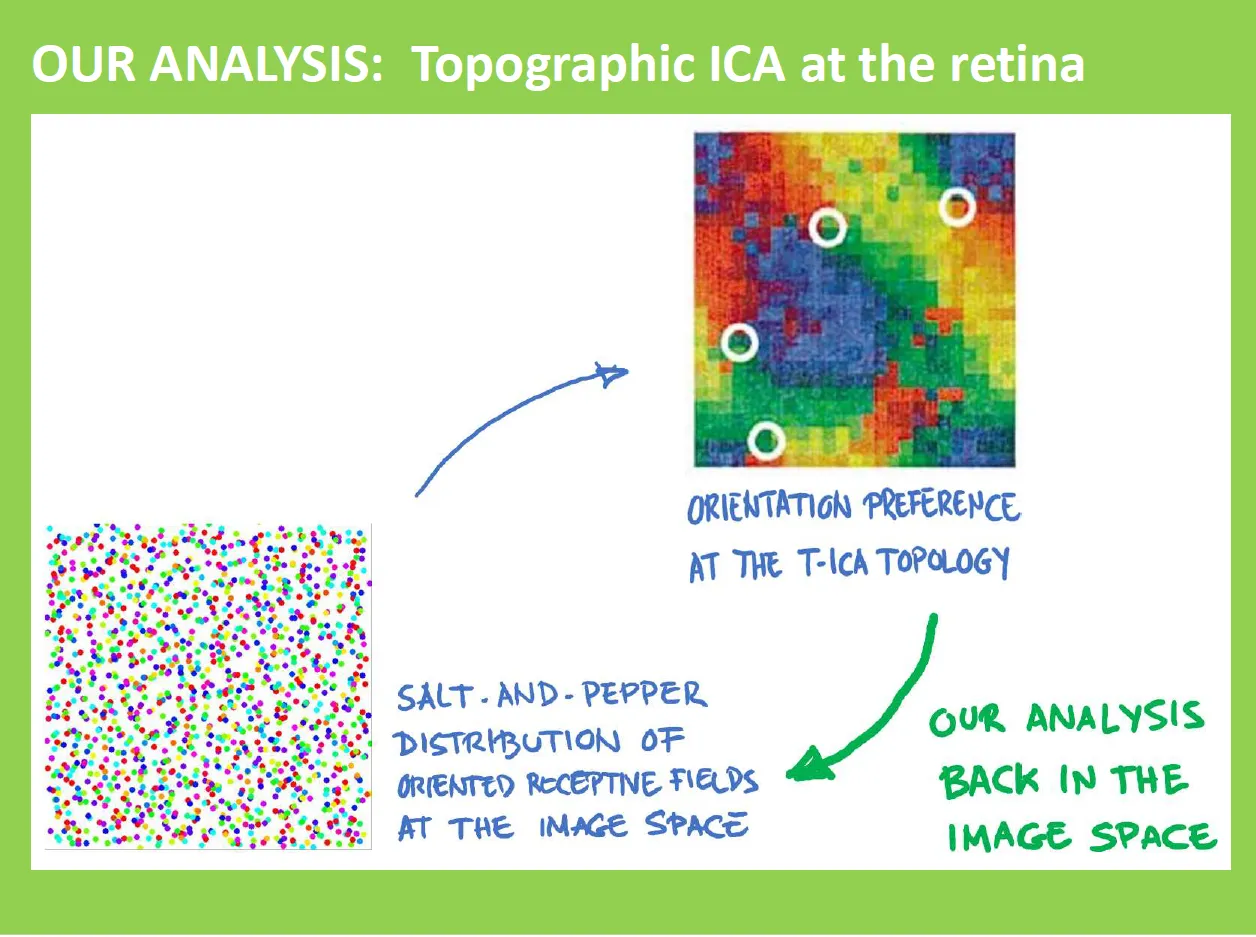 OUR ANALYSIS: Topographic ICA at the retina
ORIENTATION PREFERENCE
AT THE T-ICA TOPOLOGY
SALT-AND-PEPPER
DISTRIBUTION OF
ORIENTED RECEPTIVE FIELDS
AT THE IMAGE SPACE
OUR ANALYSIS
BACK IN THE
IMAGE SPACE